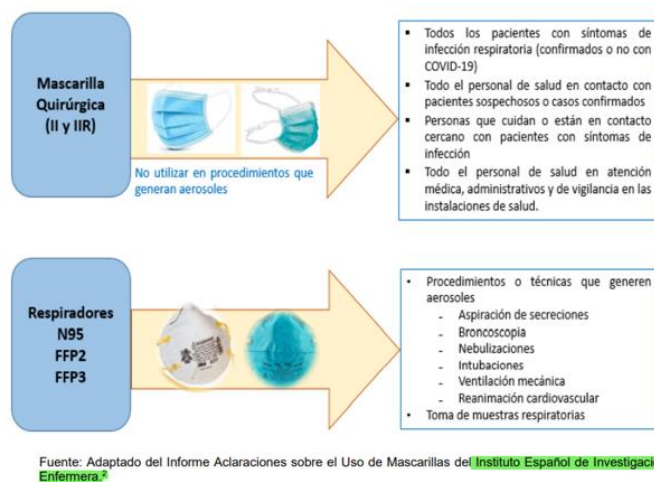 Mascarilla
Quirúrgica
(II y IIR)
No utilizar en procedimientos que
generan aerosoles
▪ Todos los pacientes con síntomas de
infección respiratoria (confirmados o no con
COVID-19)
▪ Todo el personal de salud en contacto con
pacientes sospechosos o casos confirmados
▪ Personas que cuidan o están en contacto
cercano con pacientes con síntomas de
infección
▪ Todo el personal de salud en atención
médica, administrativos y de vigilancia en las
instalaciones de salud.
Respiradores
N95
FFP2
FFP3
• Procedimientos o técnicas que generen
aerosoles
- Aspiración de secreciones
- Broncoscopia
- Nebulizaciones
- Intubaciones
- Ventilación mecánica
- Reanimación cardiovascular
• Toma de muestras respiratorias
Fuente: Adaptado del Informe Aclaraciones sobre el Uso de Mascarillas del Instituto Español de Investigaci
Enfermera.²